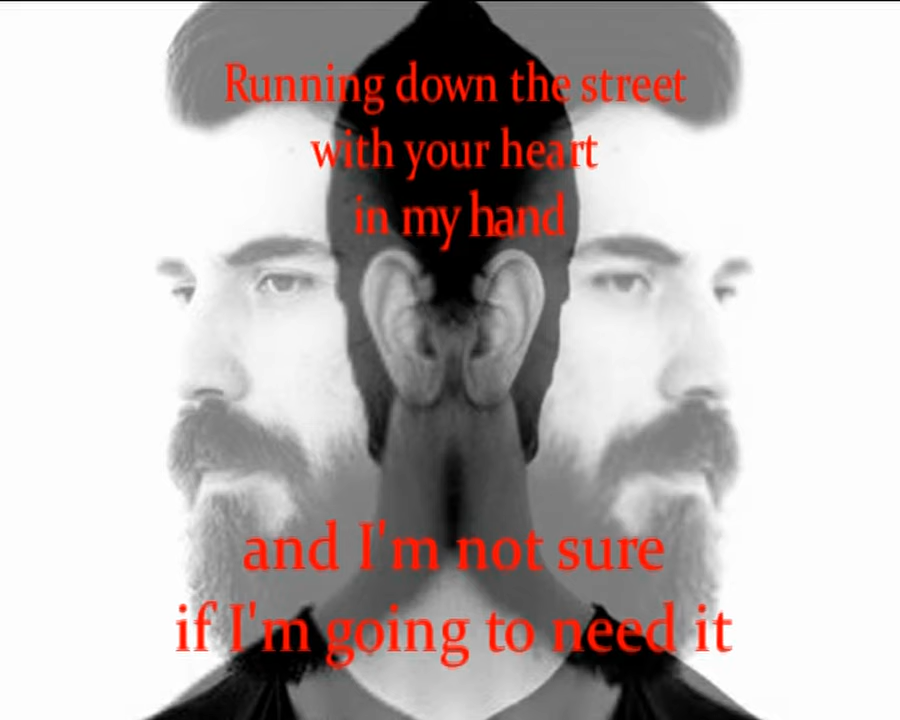 Running down the street
with your heart
in my hand
and I'm not sure
if I'm going to need it